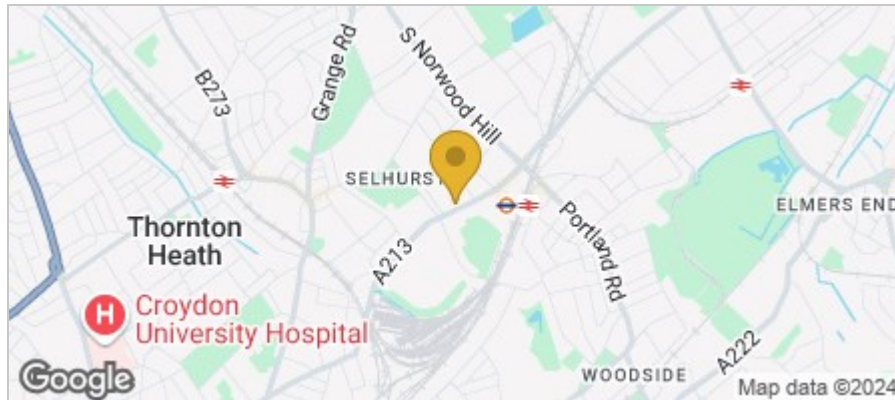 B273
Grange Rd
S Norwood Hill
SELHURST
ELMERS END
Thornton
Heath
A213
Portland Rd
H
Croydon
University Hospital
A222
WOODSIDE
Google
Map data ©2024